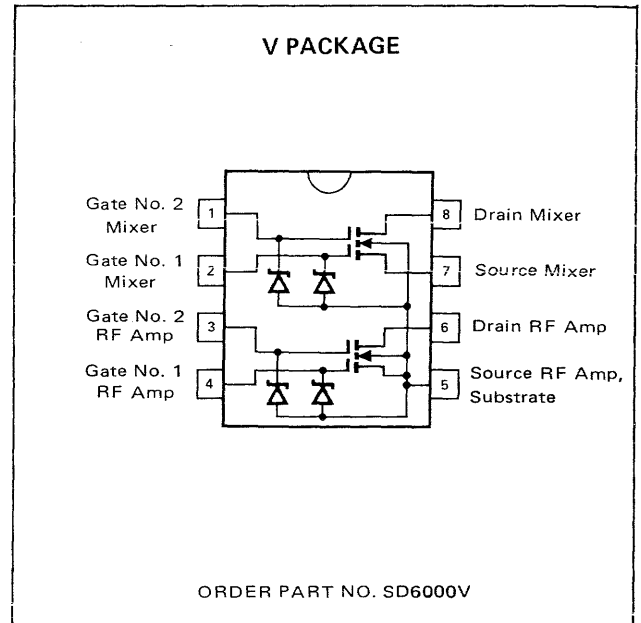 V PACKAGE
Gate No. 2
Mixer
1
8
Drain Mixer
Gate No. 1
Mixer
2
7
Source Mixer
Gate No. 2
RF Amp
3
6
Drain RF Amp
Gate No. 1
RF Amp
4
5
Source RF Amp,
Substrate
ORDER PART NO. SD6000V